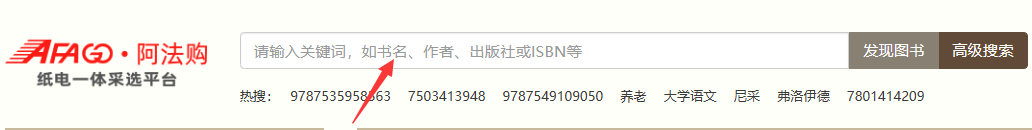 AFAGO·阿法购
纸电一体采选平台
请输入关键词，如书名、作者、出版社或ISBN等
发现图书
高级搜索
热搜： 9787535958563 7503413948 9787549109050 养老 大学语文 尼采 弗洛伊德 7801414209